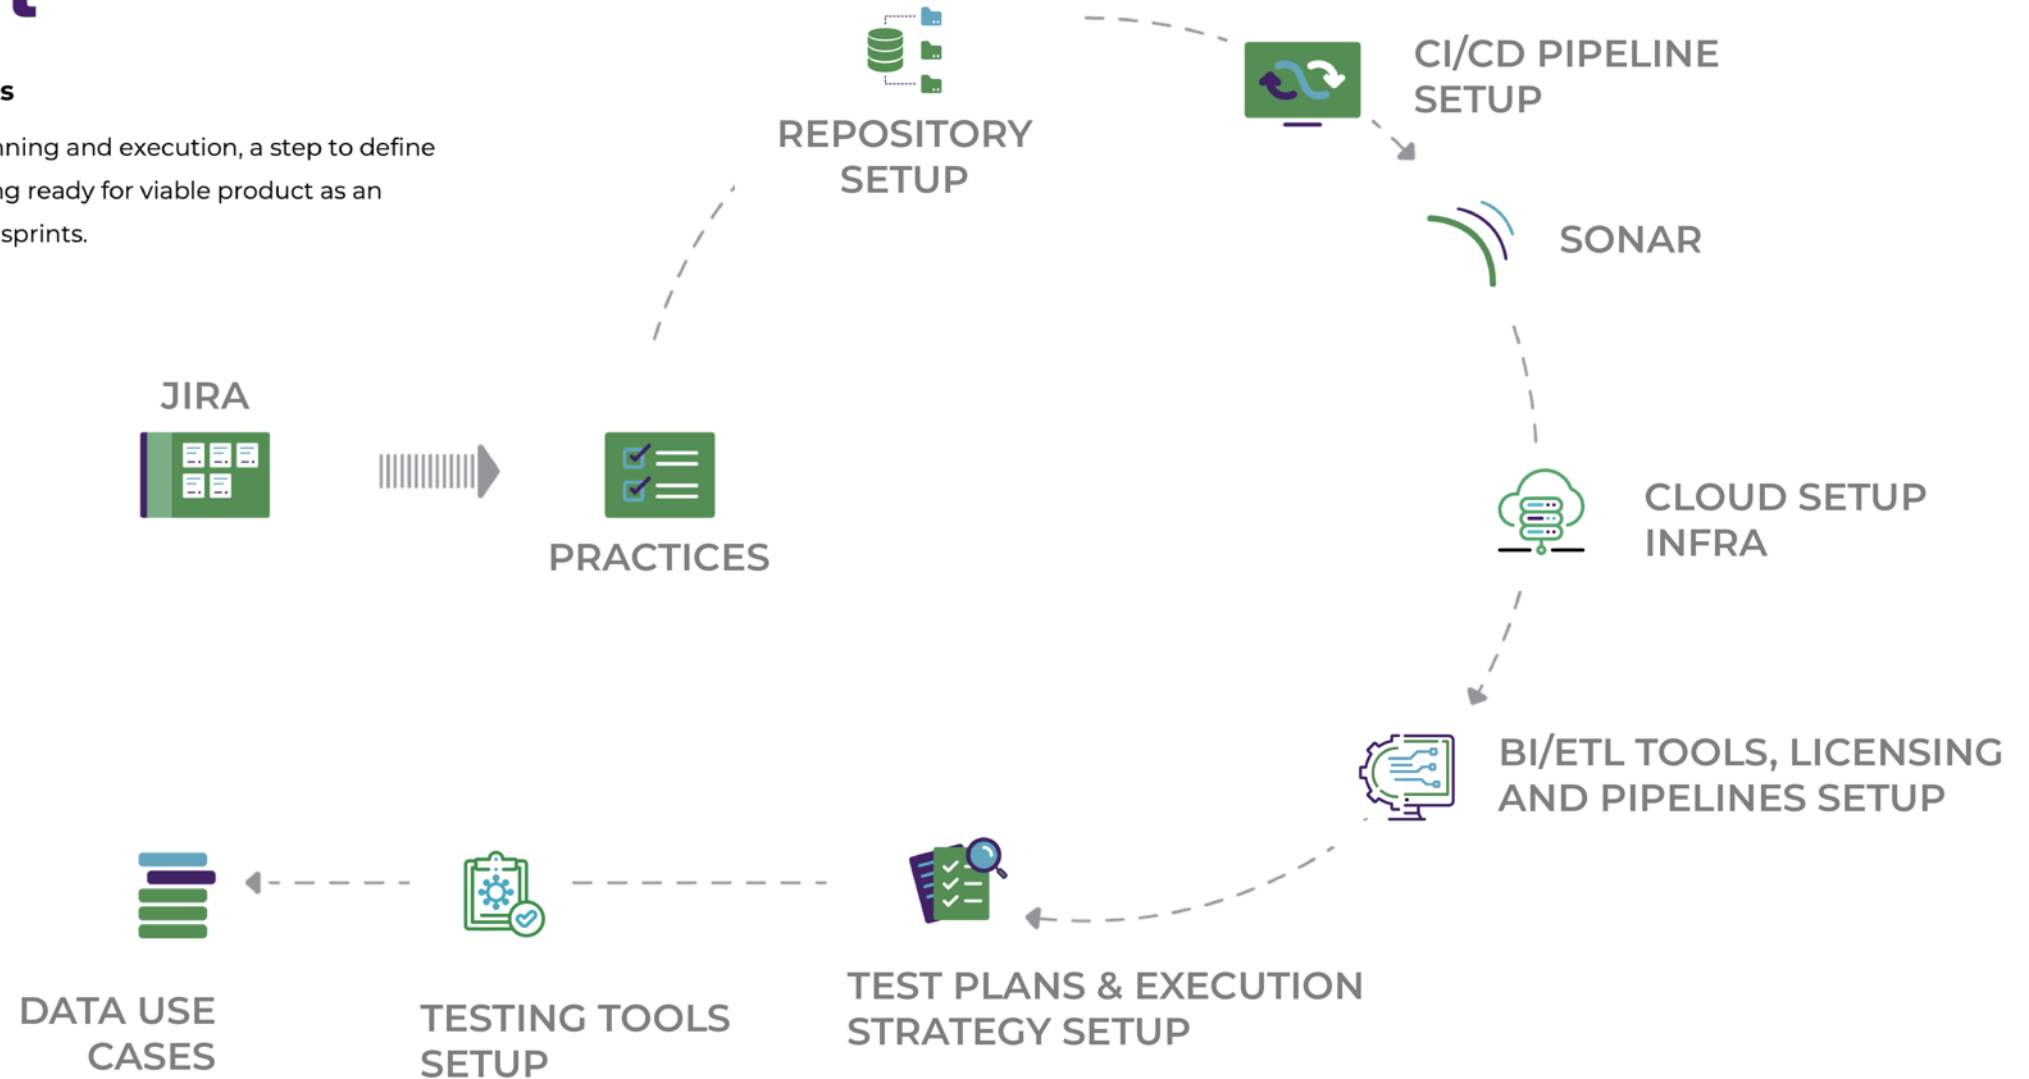 t
s
nning and execution, a step to define
ng ready for viable product as an
sprints.
REPOSITORY
SETUP
CI/CD PIPELINE
SETUP
SONAR
JIRA
PRACTICES
CLOUD SETUP
INFRA
BI/ETL TOOLS, LICENSING
AND PIPELINES SETUP
TEST PLANS & EXECUTION
STRATEGY SETUP
TESTING TOOLS
SETUP
DATA USE
CASES